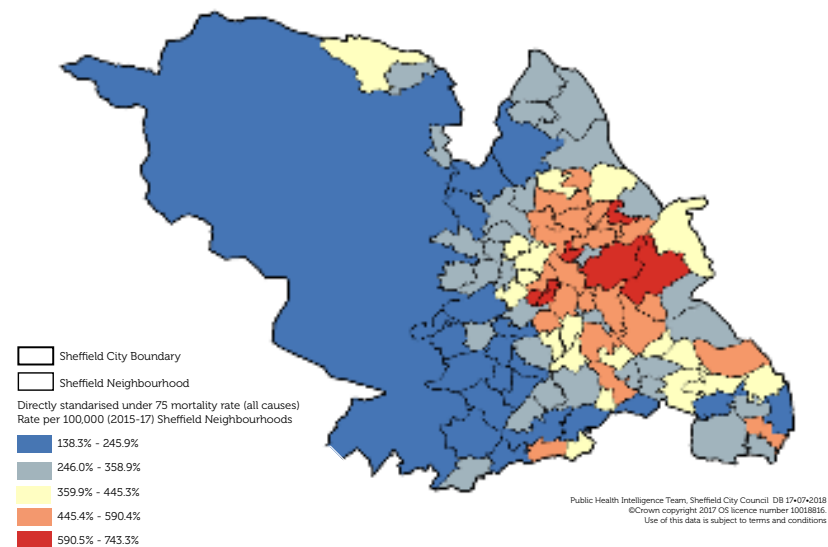 Sheffield City Boundary
Sheffield Neighbourhood
Directly standarised under 75 mortality rate (all causes)
Rate per 100,000 (2015-17) Sheffield Neighbourhoods
138.3% - 245.9%
246.0% - 358.9%
359.9% - 445.3%
445.4% - 590.4%
590.5% - 743.3%
Public Health Intelligence Team, Sheffield City Council  DB 17•07•2018
©Crown copyright 2017 OS licence number 10018816.
Use of this data is subject to terms and conditions